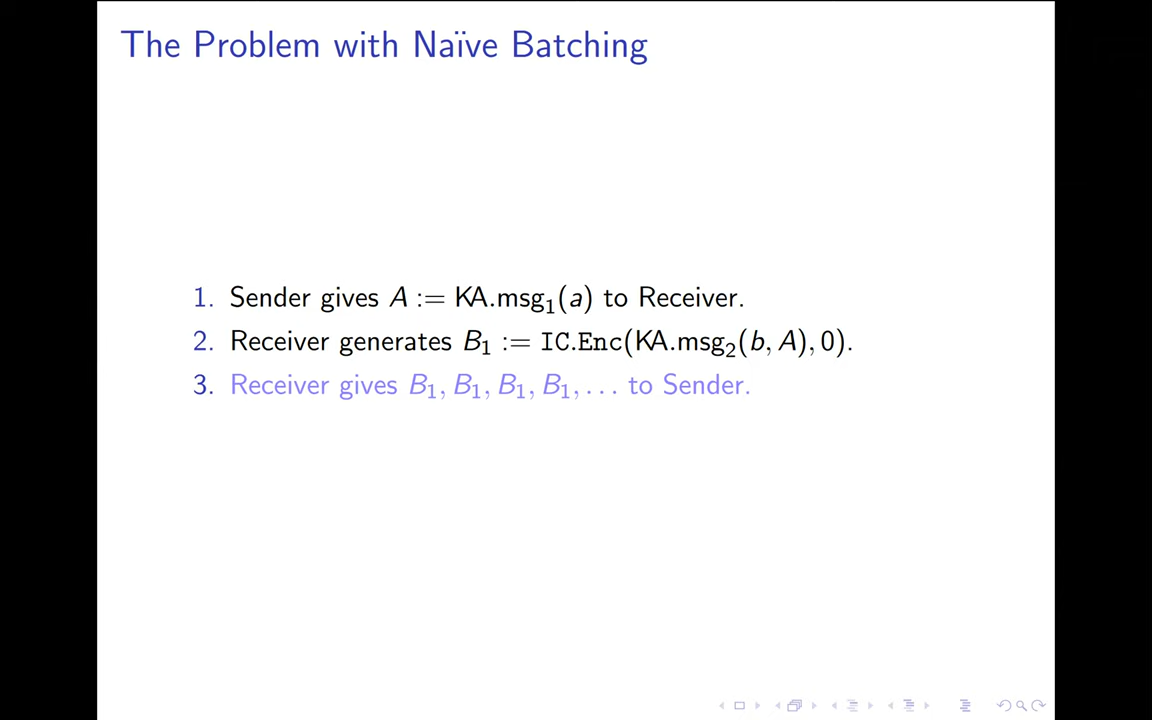 The Problem with Naïve Batching
1. Sender gives A := KA.msg₁(a) to Receiver.
2. Receiver generates B₁ := IC.Enc(KA.msg₂(b, A), 0).
3. Receiver gives B₁, B₁, B₁, B₁, . . . to Sender.